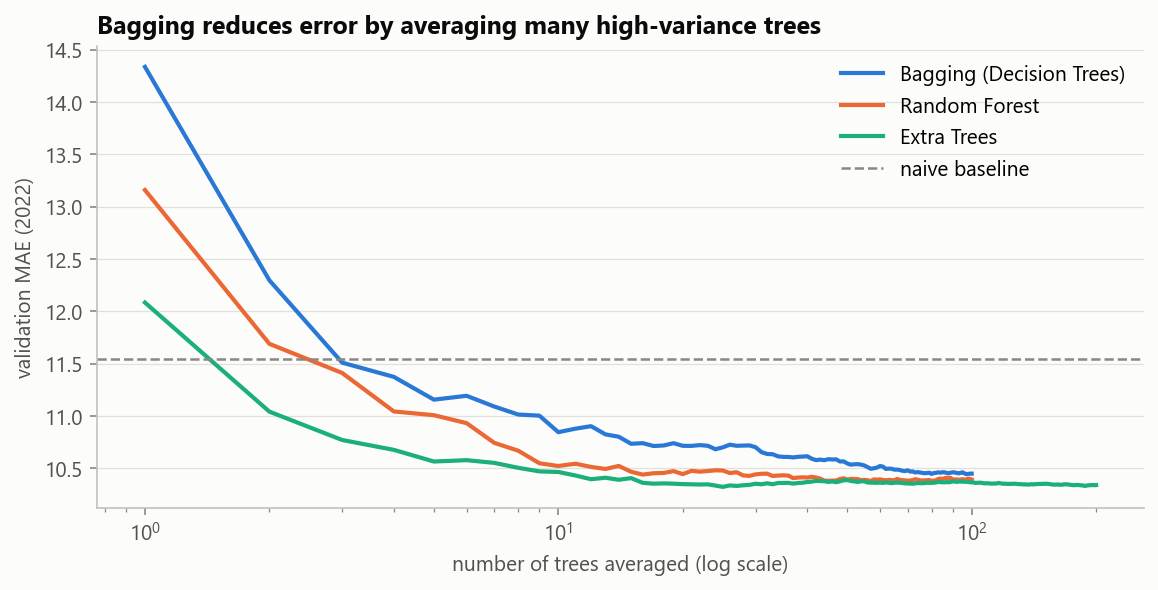 Bagging reduces error by averaging many high-variance trees
14.5
14.0
13.5
13.0
12.5
12.0
11.5
11.0
10.5
validation MAE (2022)
Bagging (Decision Trees)
Random Forest
Extra Trees
naive baseline
10⁰
10¹
10²
number of trees averaged (log scale)